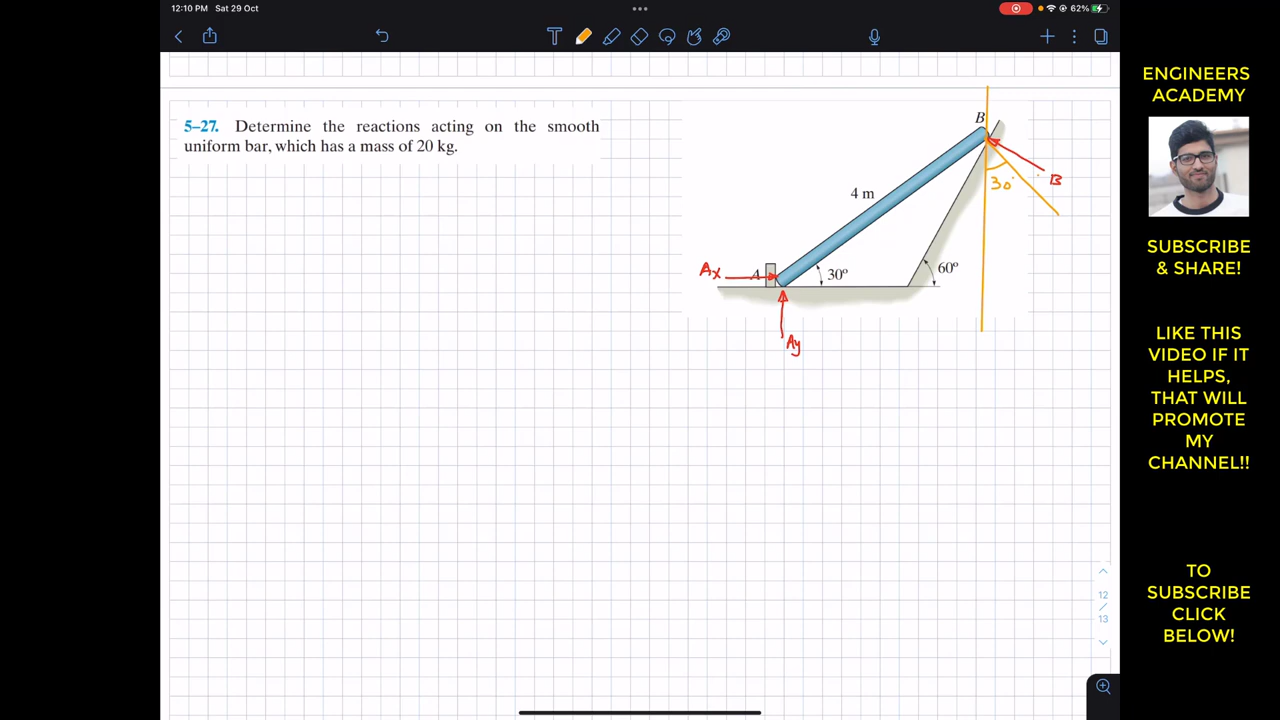 12:10 PM Sat 29 Oct
62%
5–27. Determine the reactions acting on the smooth
uniform bar, which has a mass of 20 kg.
B
4 m
30°
B
Ax
A
30°
60°
Ay
12
13
ENGINEERS
ACADEMY
SUBSCRIBE
& SHARE!
LIKE THIS
VIDEO IF IT
HELPS,
THAT WILL
PROMOTE
MY
CHANNEL!!
TO
SUBSCRIBE
CLICK
BELOW!